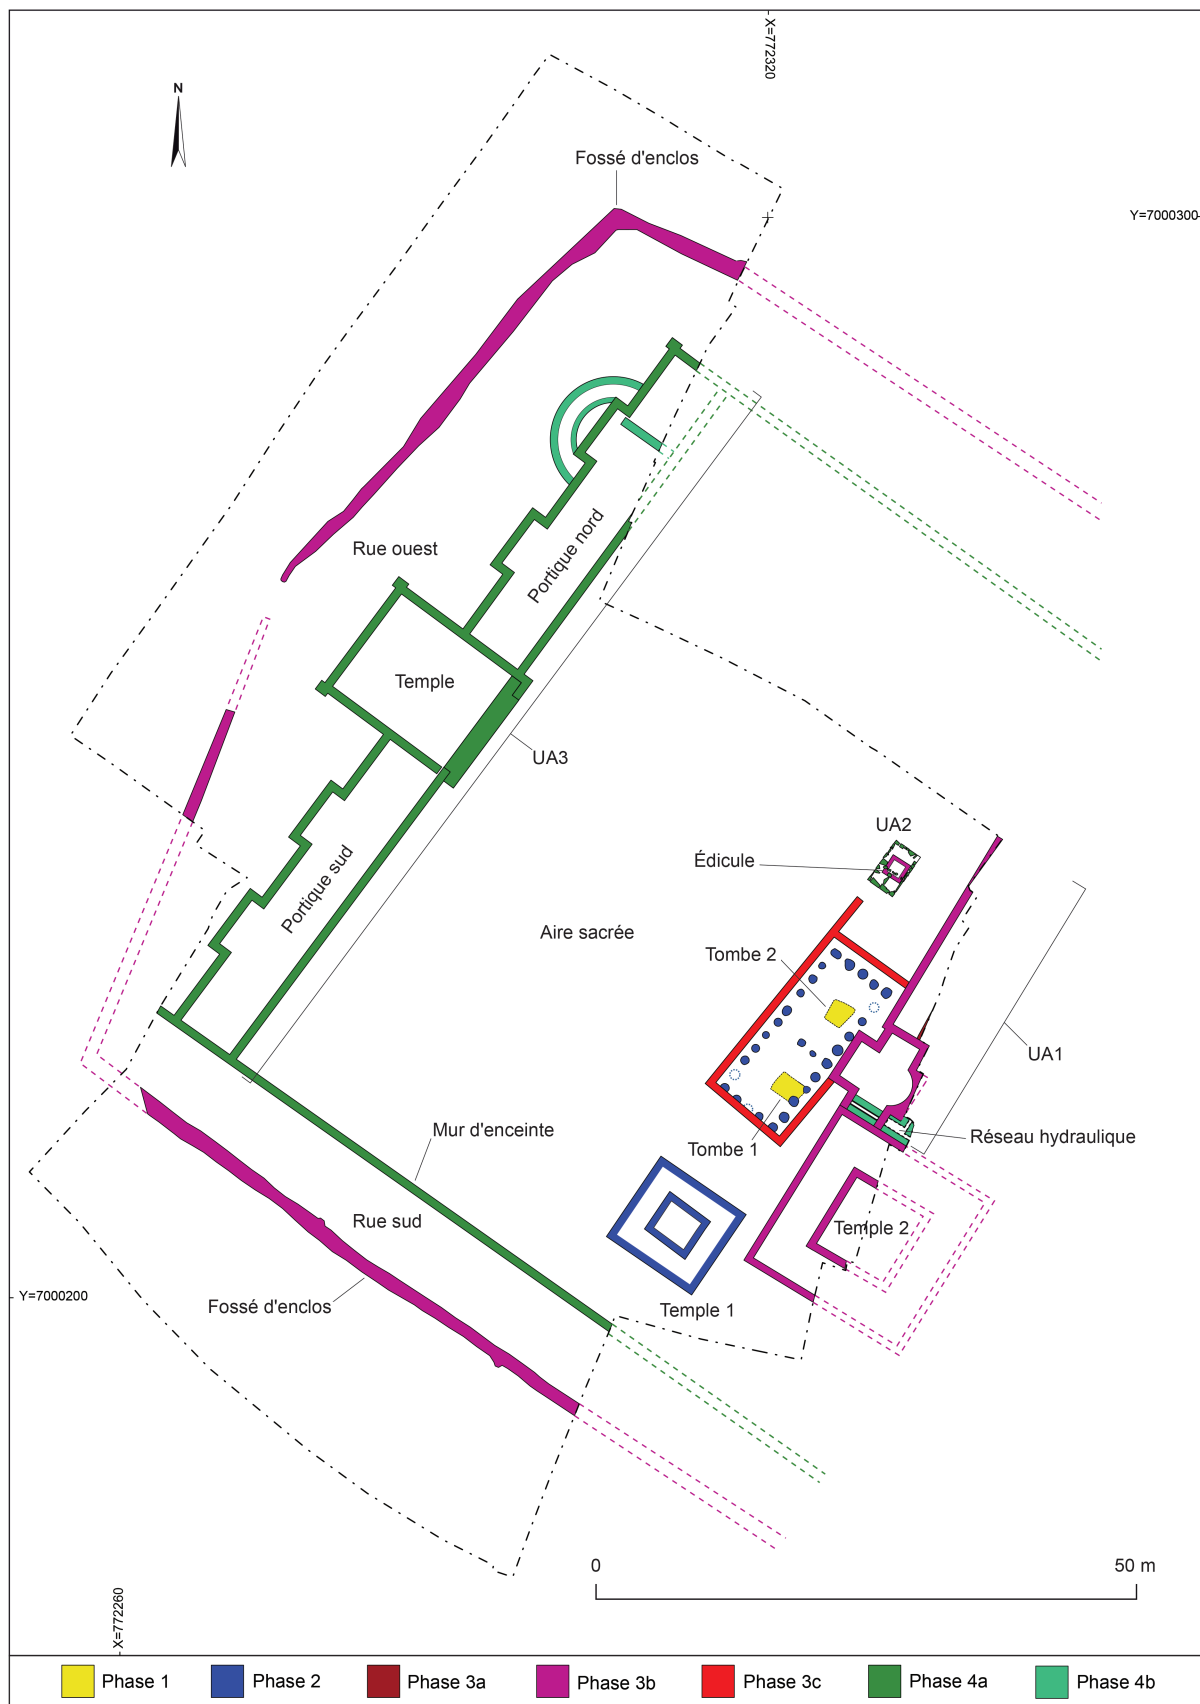 X=772320
N
Fossé d'enclos
Y=7000300
Rue ouest
Portique nord
Temple
UA3
UA2
Édicule
Portique sud
Aire sacrée
Tombe 2
UA1
Mur d'enceinte
Réseau hydraulique
Tombe 1
Rue sud
Temple 2
Y=7000200
Fossé d'enclos
Temple 1
0 50 m
X=772260
Phase 1 Phase 2 Phase 3a Phase 3b Phase 3c Phase 4a Phase 4b